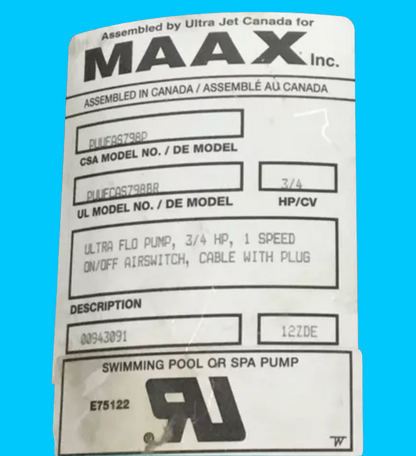 Assembled by Ultra Jet Canada for
MAAX Inc.
ASSEMBLED IN CANADA / ASSEMBLÉ AU CANADA
PUUFAS798P
CSA MODEL NO. / DE MODEL
PUUFCAS798BR 3/4
UL MODEL NO. / DE MODEL HP/CV
ULTRA FLO PUMP, 3/4 HP, 1 SPEED
ON/OFF AIRSWITCH, CABLE WITH PLUG
DESCRIPTION
00943091 12ZDE
SWIMMING POOL OR SPA PUMP
E75122